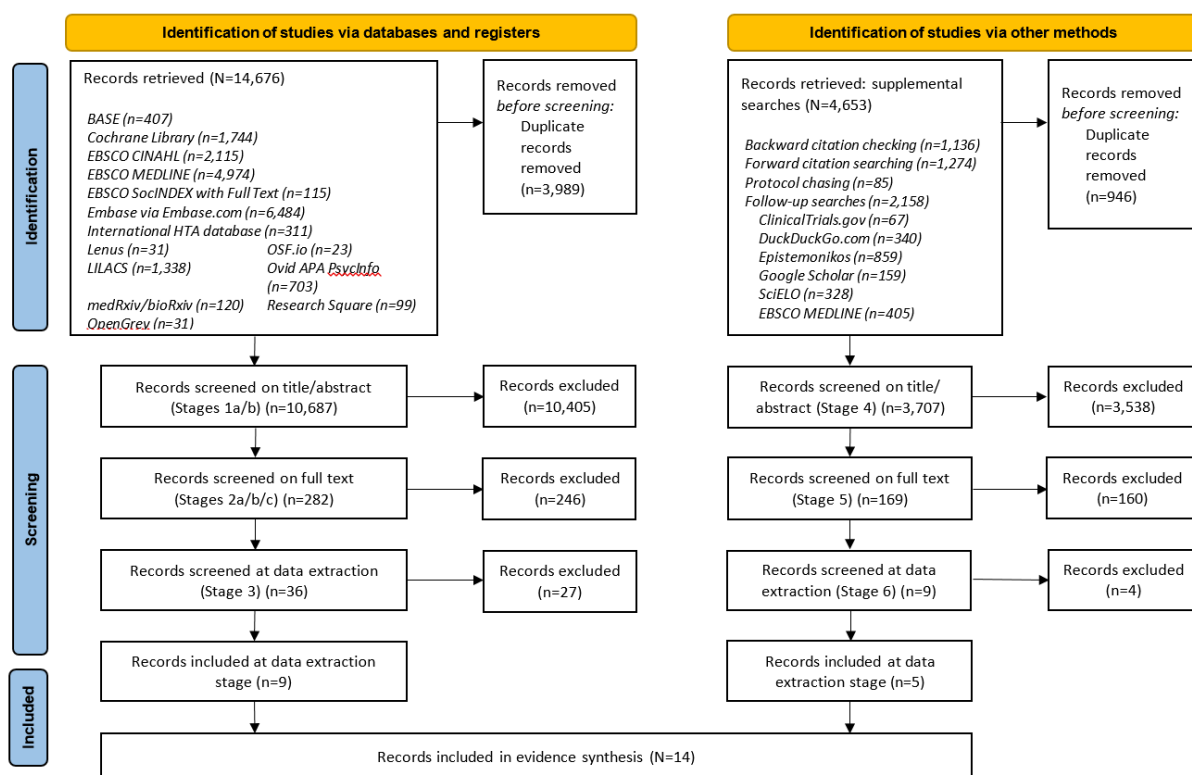 Identification of studies via databases and registers
Identification of studies via other methods
Identification
Records retrieved (N=14,676)
BASE (n=407)
Cochrane Library (n=1,744)
EBSCO CINAHL (n=2,115)
EBSCO MEDLINE (n=4,974)
EBSCO SocINDEX with Full Text (n=115)
Embase via Embase.com (n=6,484)
International HTA database (n=311)
Lenus (n=31) OSF.io (n=23)
LILACS (n=1,338) Ovid APA PsycInfo
(n=703)
medRxiv/bioRxiv (n=120) Research Square (n=99)
OpenGrey (n=31)
Records removed
before screening:
Duplicate
records
removed
(n=3,989)
Records retrieved: supplemental
searches (N=4,653)
Backward citation checking (n=1,136)
Forward citation searching (n=1,274)
Protocol chasing (n=85)
Follow-up searches (n=2,158)
ClinicalTrials.gov (n=67)
DuckDuckGo.com (n=340)
Epistemonikos (n=859)
Google Scholar (n=159)
SciELO (n=328)
EBSCO MEDLINE (n=405)
Records removed
before screening:
Duplicate
records
removed
(n=946)
Screening
Records screened on title/abstract
(Stages 1a/b) (n=10,687)
Records excluded
(n=10,405)
Records screened on title/
abstract (Stage 4) (n=3,707)
Records excluded
(n=3,538)
Records screened on full text
(Stages 2a/b/c) (n=282)
Records excluded
(n=246)
Records screened on full text
(Stage 5) (n=169)
Records excluded
(n=160)
Records screened at data extraction
(Stage 3) (n=36)
Records excluded
(n=27)
Records screened at data
extraction (Stage 6) (n=9)
Records excluded
(n=4)
Included
Records included at data extraction
stage (n=9)
Records included at data
extraction stage (n=5)
Records included in evidence synthesis (N=14)